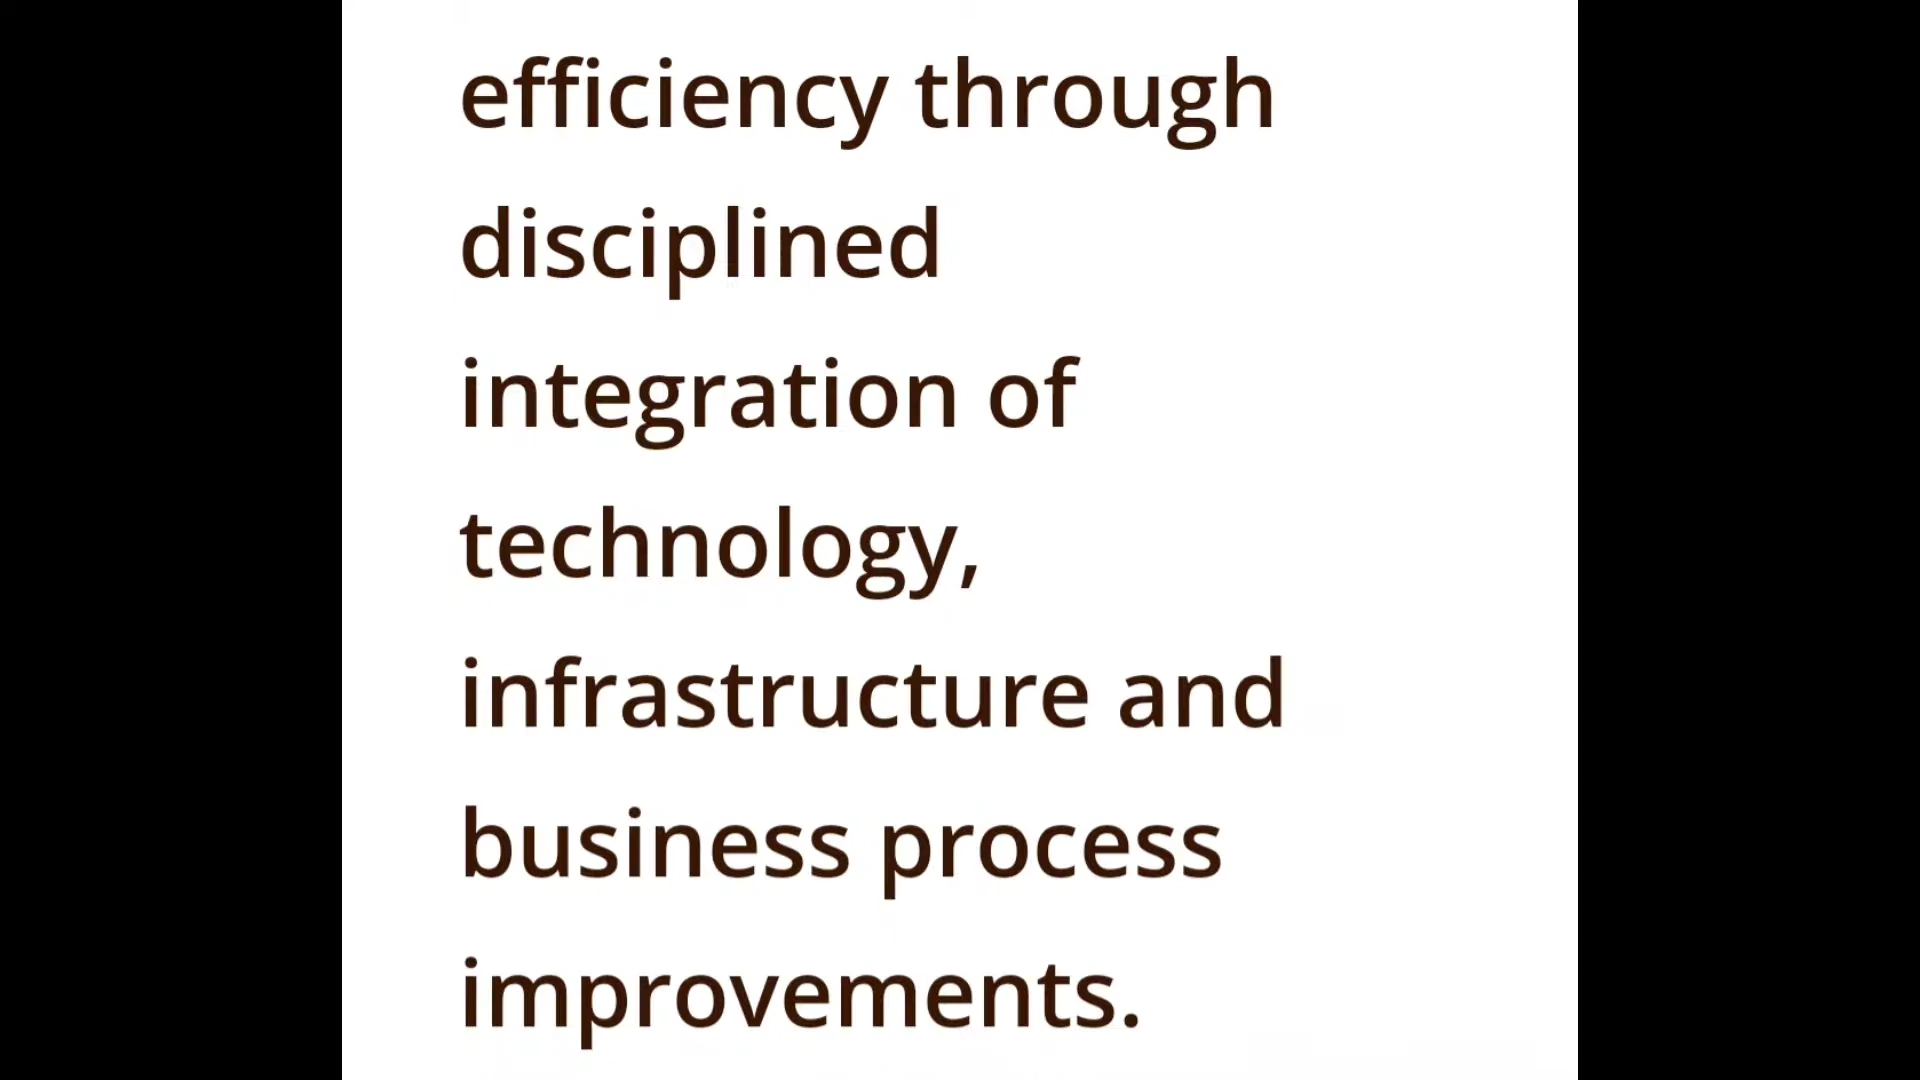 efficiency through
disciplined
integration of
technology,
infrastructure and
business process
improvements.